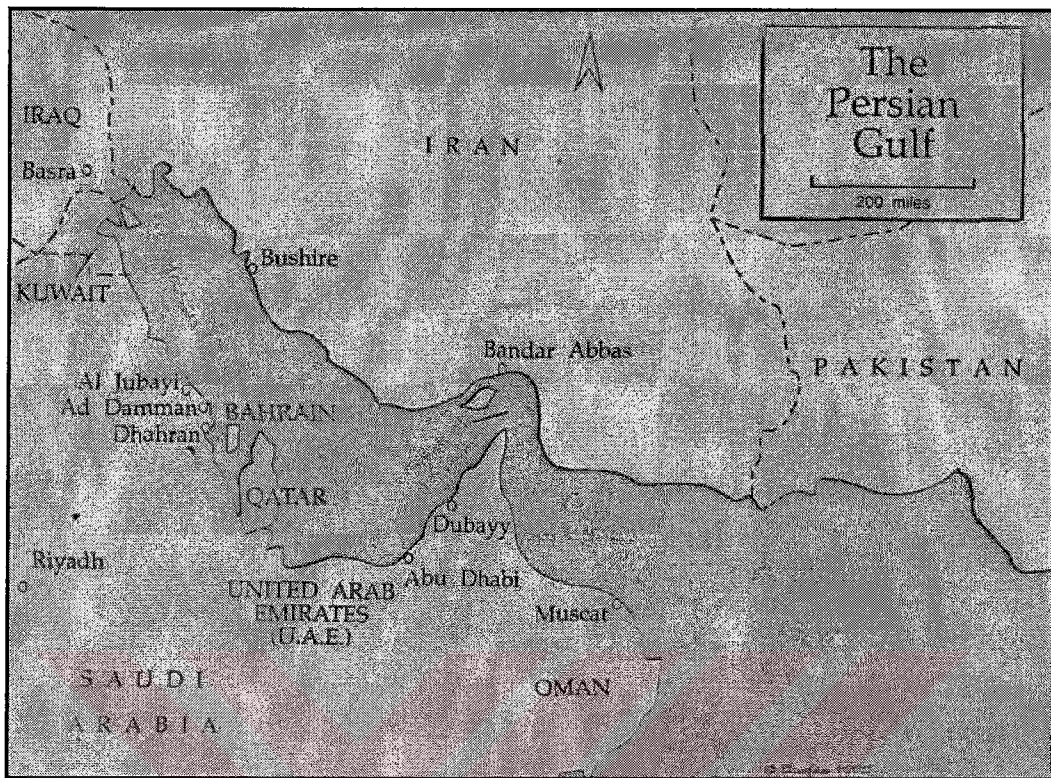 The
Persian
Gulf
200 miles
IRAQ
IRAN
Basra
Bushire
KUWAIT
Bandar Abbas
PAKISTAN
Al Jubayi
Ad Damman
BAHRAIN
Dhahran
QATAR
Dubayy
Riyadh
Abu Dhabi
UNITED ARAB
EMIRATES
(U.A.E.)
Muscat
SAUDI
ARABIA
OMAN